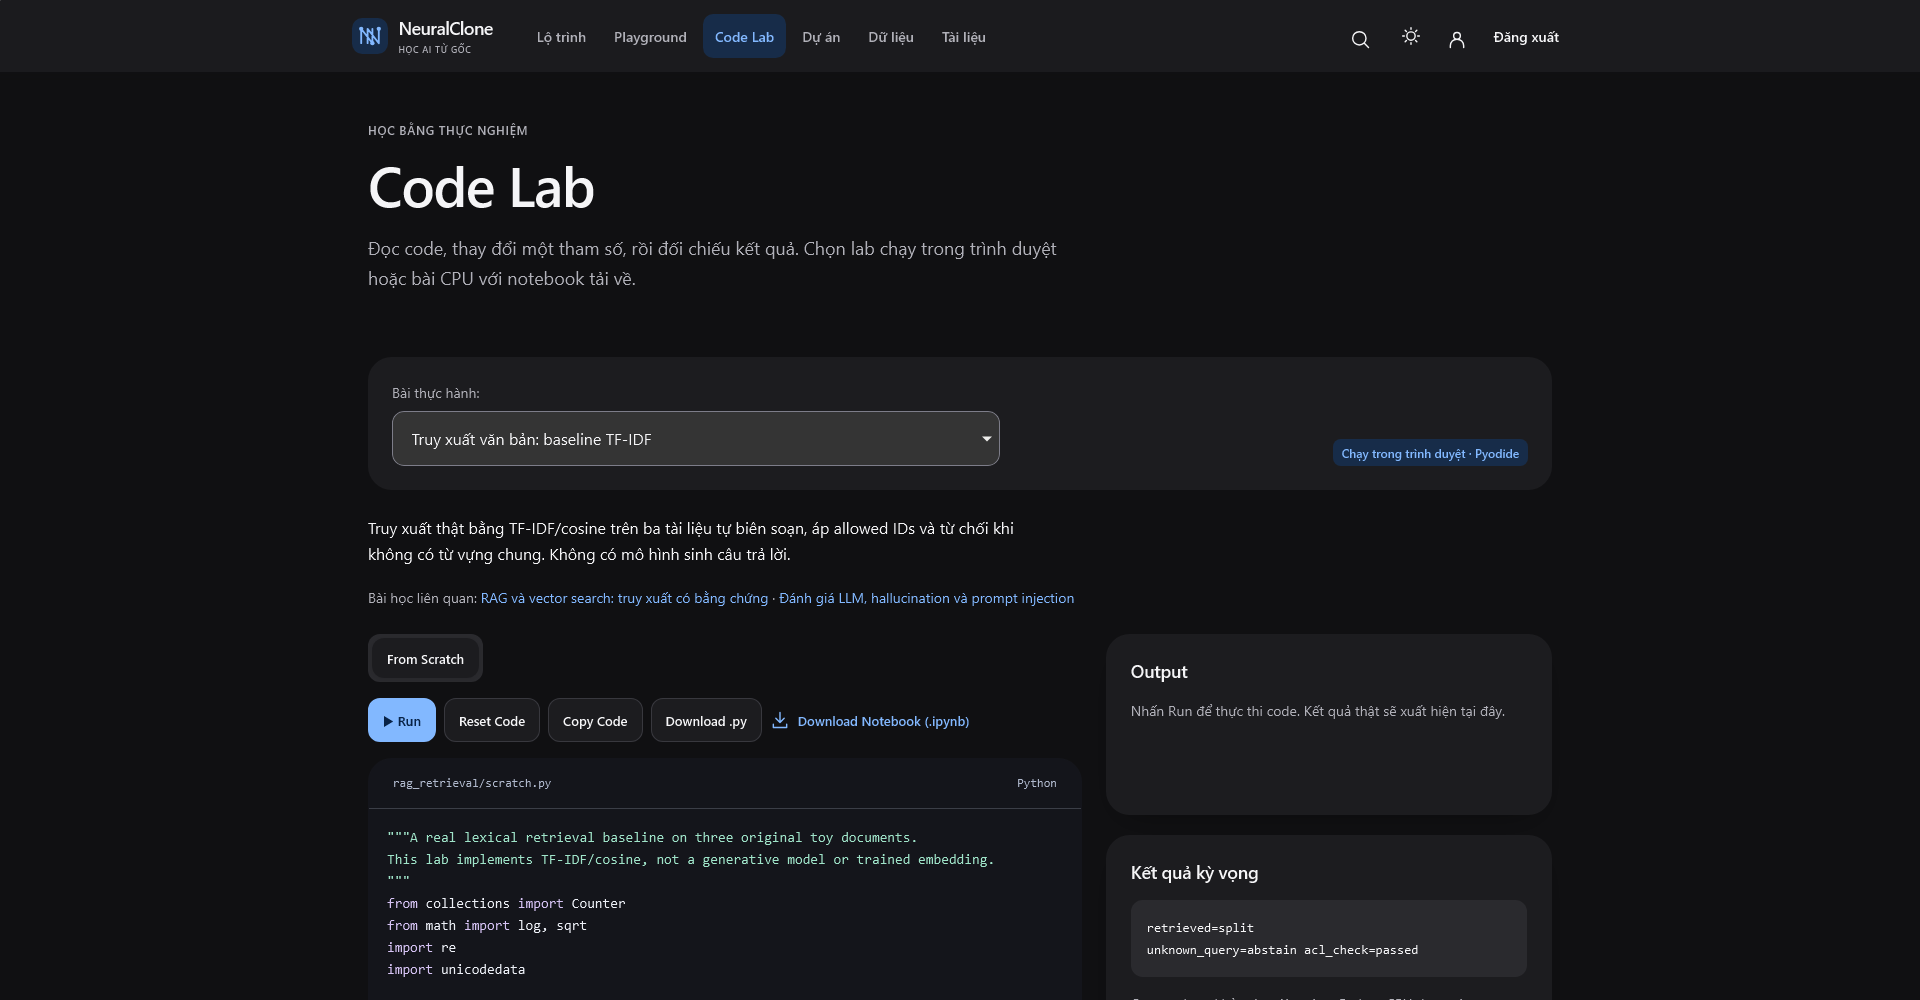 NeuralClone
HỌC AI TỪ GỐC
Lộ trình
Playground
Code Lab
Dự án
Dữ liệu
Tài liệu
Đăng xuất
HỌC BẰNG THỰC NGHIỆM
Code Lab
Đọc code, thay đổi một tham số, rồi đối chiếu kết quả. Chọn lab chạy trong trình duyệt
hoặc bài CPU với notebook tải về.
Bài thực hành:
Truy xuất văn bản: baseline TF-IDF
Chạy trong trình duyệt · Pyodide
Truy xuất thật bằng TF-IDF/cosine trên ba tài liệu tự biên soạn, áp allowed IDs và từ chối khi
không có từ vựng chung. Không có mô hình sinh câu trả lời.
Bài học liên quan: RAG và vector search: truy xuất có bằng chứng · Đánh giá LLM, hallucination và prompt injection
From Scratch
Run
Reset Code
Copy Code
Download .py
Download Notebook (.ipynb)
rag_retrieval/scratch.py
Python
"""A real lexical retrieval baseline on three original toy documents.
This lab implements TF-IDF/cosine, not a generative model or trained embedding.
"""
from collections import Counter
from math import log, sqrt
import re
import unicodedata
Output
Nhấn Run để thực thi code. Kết quả thật sẽ xuất hiện tại đây.
Kết quả kỳ vọng
retrieved=split
unknown_query=abstain acl_check=passed